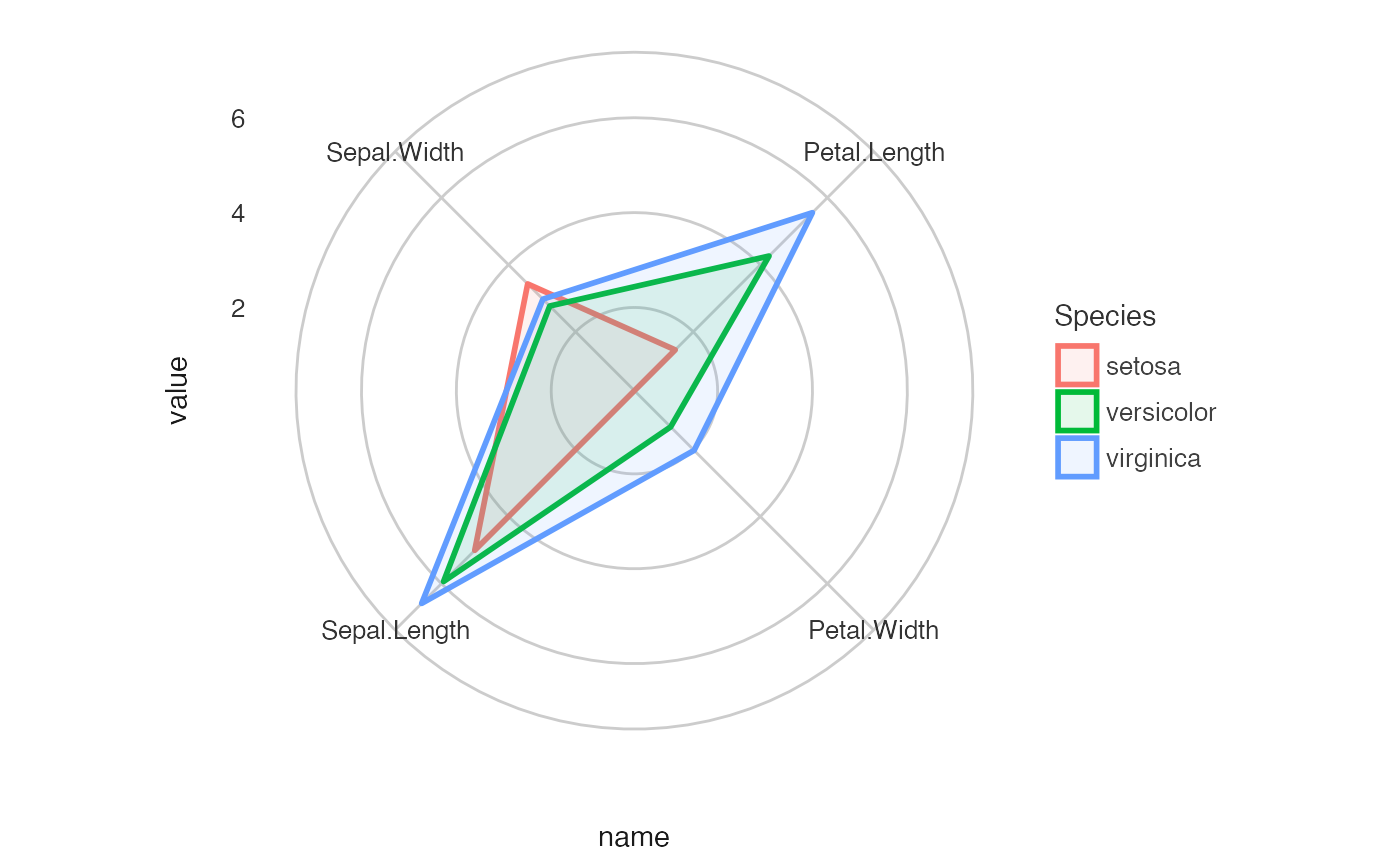 6
Sepal.Width
Petal.Length
4
2
Species
value
setosa
versicolor
virginica
Sepal.Length
Petal.Width
name